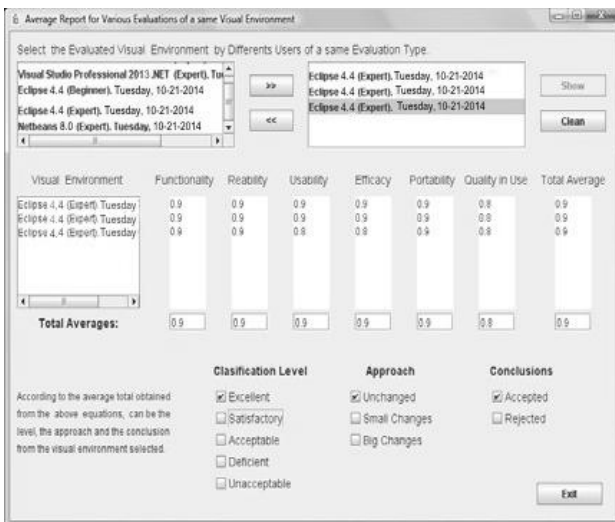 Average Report for Various Evaluations of a same Visual Environment
Select the Evaluated Visual Environment by Differents Users of a same Evaluation Type.
Visual Studio Professional 2013 .NET (Expert). Tu
Eclipse 4.4 (Beginner). Tuesday, 10-21-2014
Eclipse 4.4 (Expert). Tuesday, 10-21-2014
Netbeans 8.0 (Expert). Tuesday, 10-21-2014
>>
<<
Eclipse 4.4 (Expert). Tuesday, 10-21-2014
Eclipse 4.4 (Expert). Tuesday, 10-21-2014
Eclipse 4.4 (Expert). Tuesday, 10-21-2014
Show
Clean
Visual Environment Functionality Reability Usability Efficacy Portability Quality in Use Total Average
Eclipse 4.4 (Expert). Tuesday 0.9 0.9 0.9 0.9 0.9 0.8 0.9
Eclipse 4.4 (Expert). Tuesday 0.9 0.9 0.9 0.9 0.9 0.8 0.9
Eclipse 4.4 (Expert). Tuesday 0.9 0.9 0.8 0.8 0.9 0.8 0.9
Total Averages: 0.9 0.9 0.9 0.9 0.9 0.8 0.9
Clasification Level Approach Conclusions
According to the average total obtained
from the above equations, can be the
level, the approach and the conclusion
from the visual environment selected.
Excellent Unchanged Accepted
Satisfactory Small Changes Rejected
Acceptable Big Changes
Deficient
Unacceptable
Exit